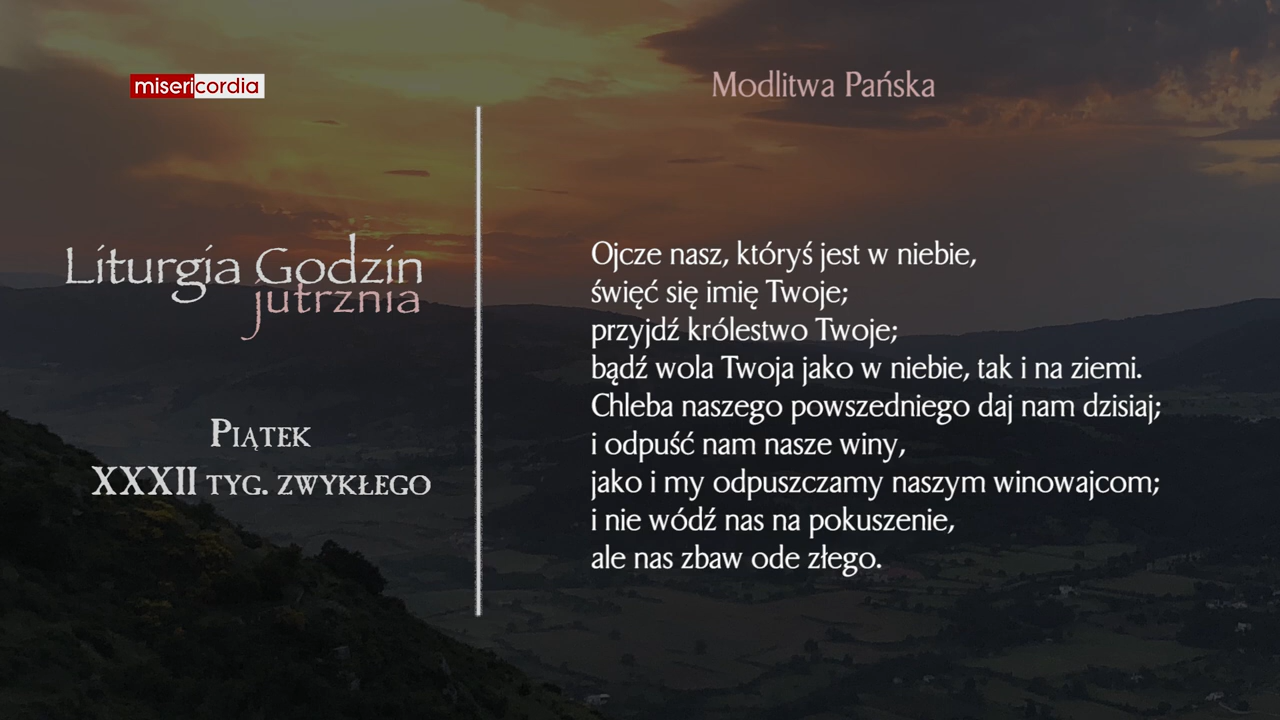 misericordia
Liturgia Godzin
jutrznia
Piątek
XXXII tyg. zwykłego
Modlitwa Pańska
Ojcze nasz, któryś jest w niebie,
święć się imię Twoje;
przyjdź królestwo Twoje;
bądź wola Twoja jako w niebie, tak i na ziemi.
Chleba naszego powszedniego daj nam dzisiaj;
i odpuść nam nasze winy,
jako i my odpuszczamy naszym winowajcom;
i nie wódź nas na pokuszenie,
ale nas zbaw ode złego.